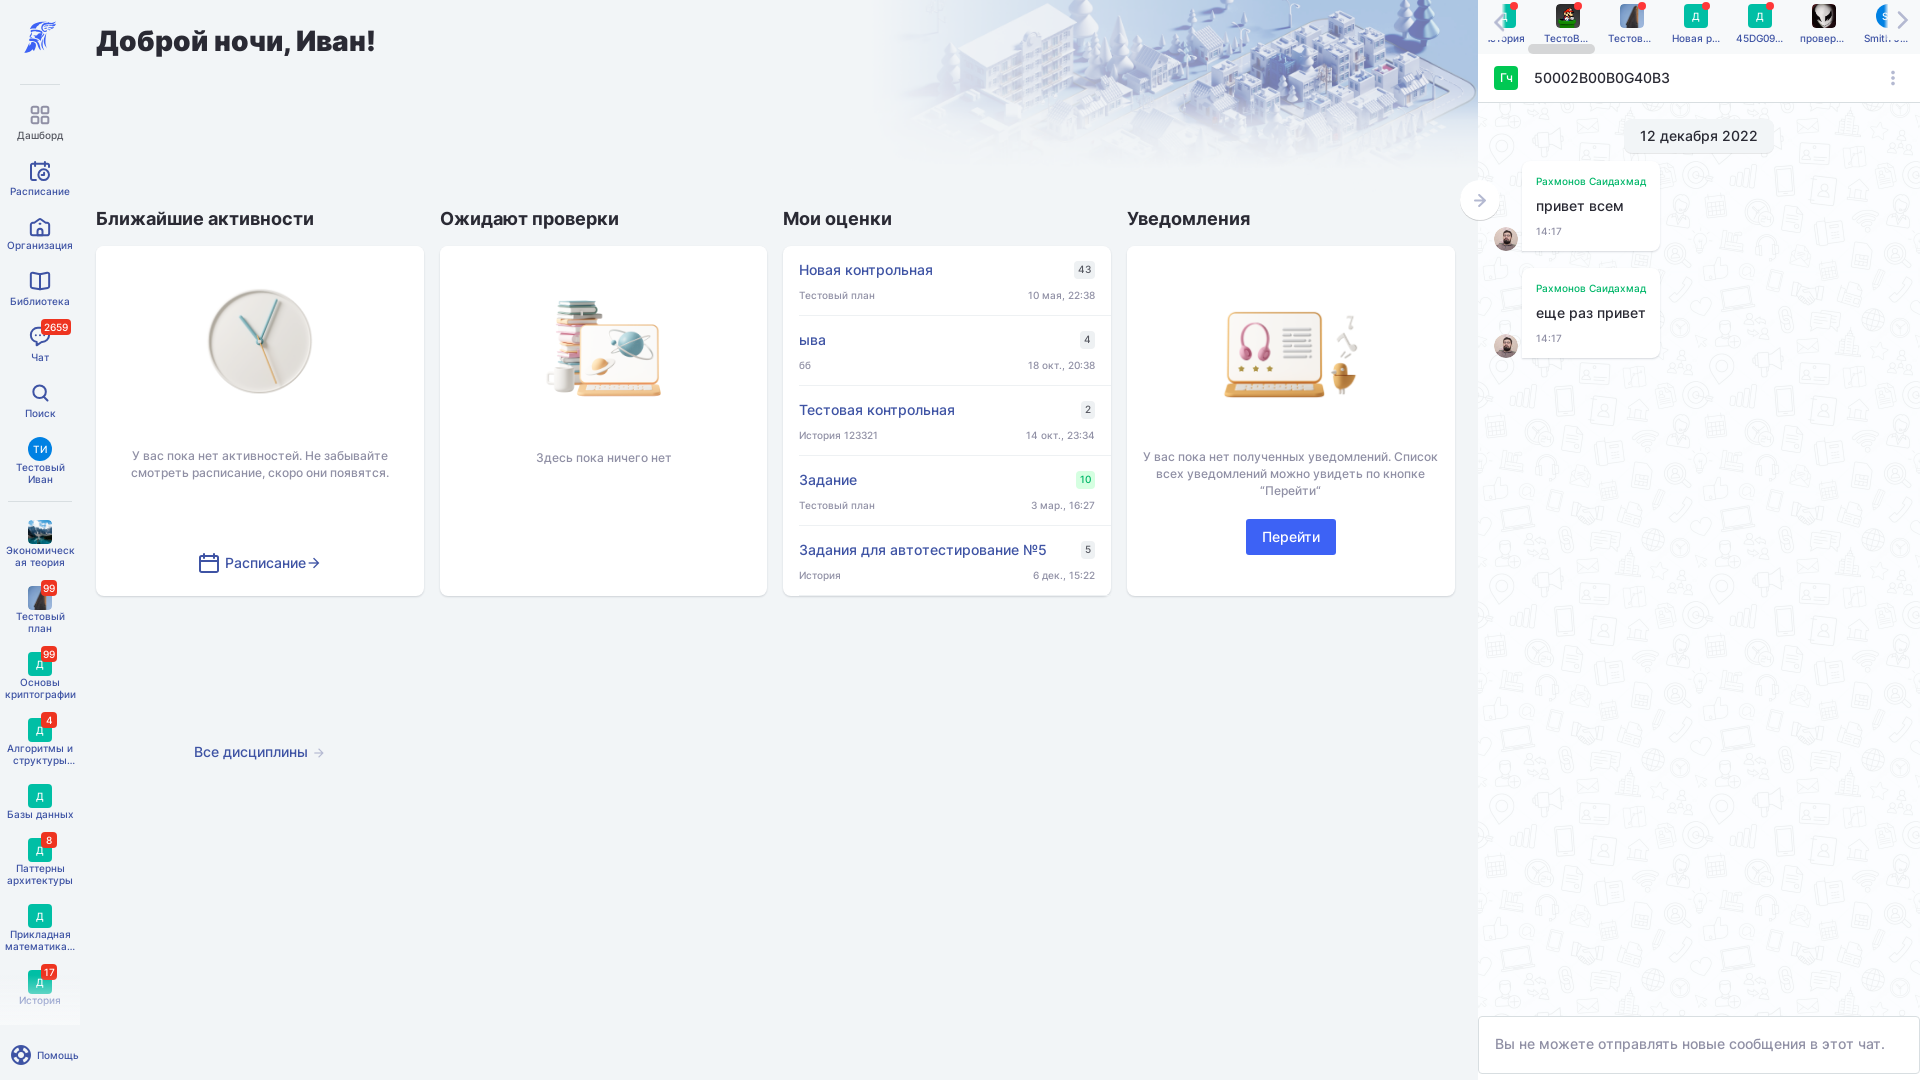 Доброй ночи, Иван!
Дашборд
Расписание
Организация
Библиотека
2659
Чат
Поиск
ТИ
Тестовый
Иван
Экономическ
ая теория
99
Тестовый
план
99
Д
Основы
криптографии
4
Д
Алгоритмы и
структуры...
Д
Базы данных
8
Д
Паттерны
архитектуры
Д
Прикладная
математика...
17
Д
История
Помощь
Ближайшие активности
У вас пока нет активностей. Не забывайте
смотреть расписание, скоро они появятся.
Расписание
Ожидают проверки
Здесь пока ничего нет
Мои оценки
Новая контрольная 43
Тестовый план 10 мая, 22:38
ыва 4
бб 18 окт., 20:38
Тестовая контрольная 2
История 123321 14 окт., 23:34
Задание 10
Тестовый план 3 мар., 16:27
Задания для автотестирование №5 5
История 6 дек., 15:22
Уведомления
У вас пока нет полученных уведомлений. Список
всех уведомлений можно увидеть по кнопке
“Перейти”
Перейти
Все дисциплины
ТестоВ...
Тестов...
Д
Новая р...
Д
45DG09...
провер...
Гч
50002B00B0G40B3
12 декабря 2022
Рахмонов Саидахмад
привет всем
14:17
Рахмонов Саидахмад
еще раз привет
14:17
Вы не можете отправлять новые сообщения в этот чат.